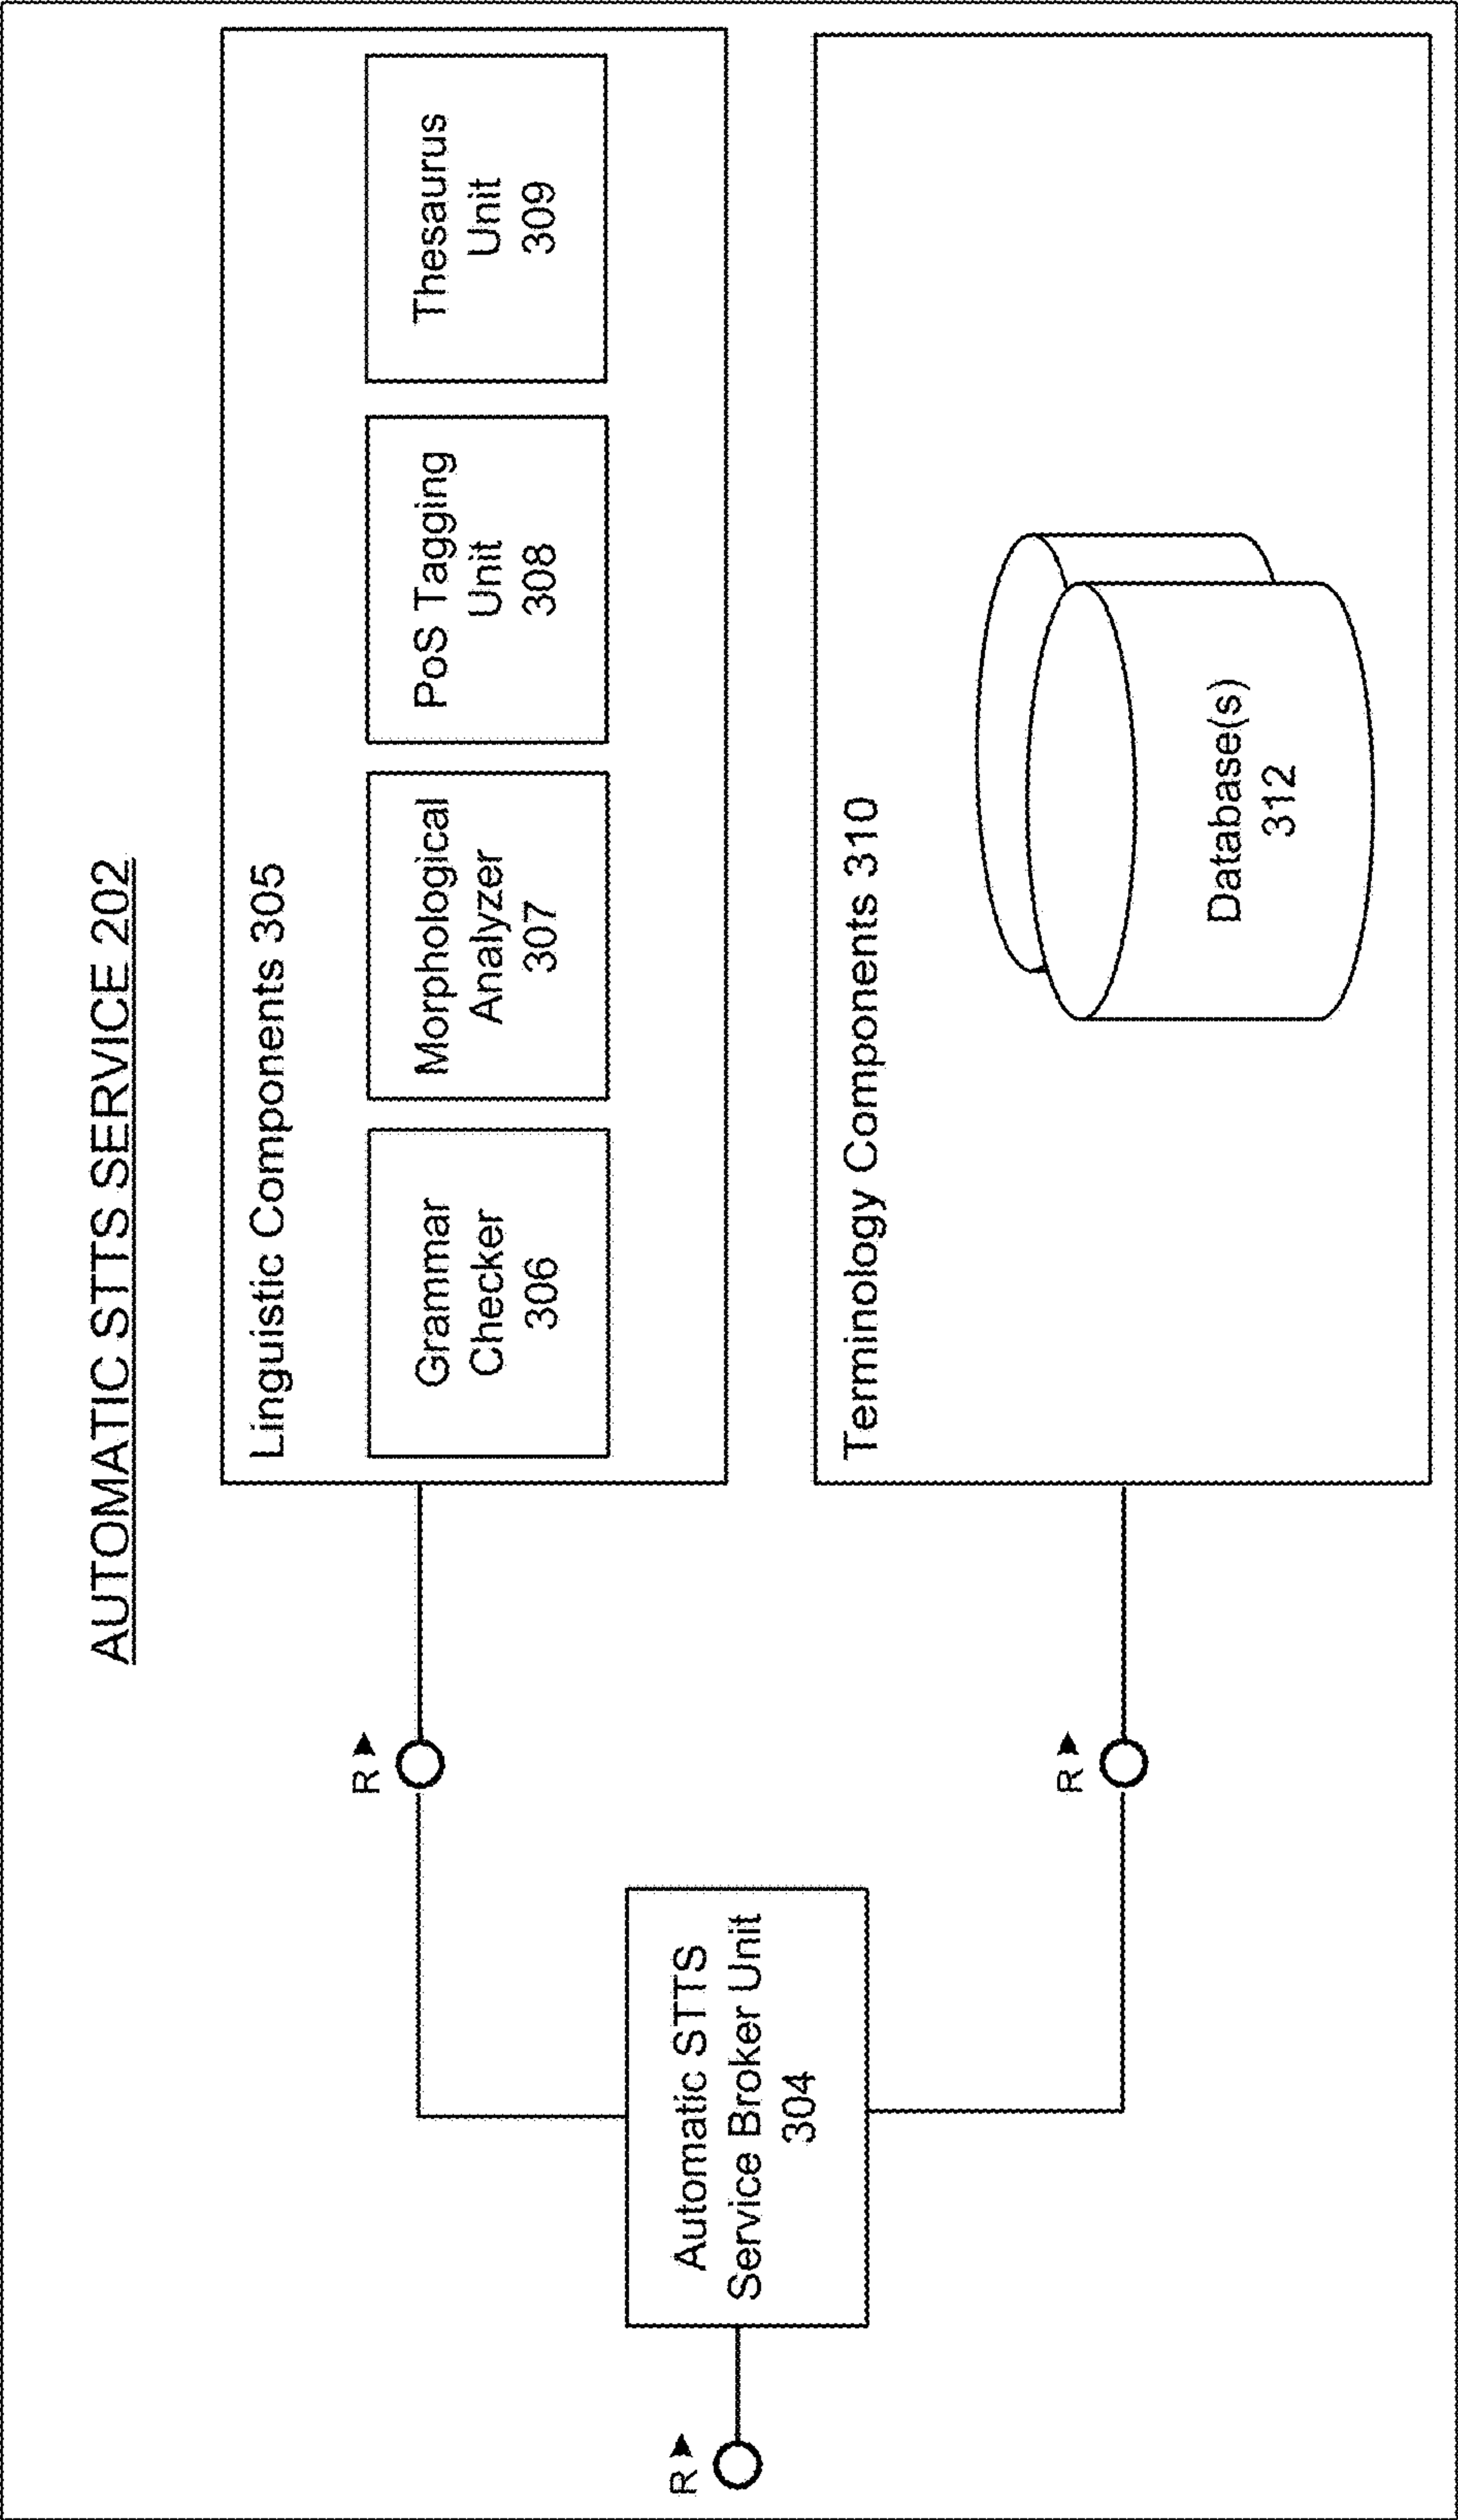 AUTOMATIC STTS SERVICE 202
Linguistic Components 305
Grammar
Checker
306
Morphological
Analyzer
307
PoS Tagging
Unit
308
Thesaurus
Unit
309
R
Automatic STTS
Service Broker Unit
304
R
R
Terminology Components 310
Database(s)
312